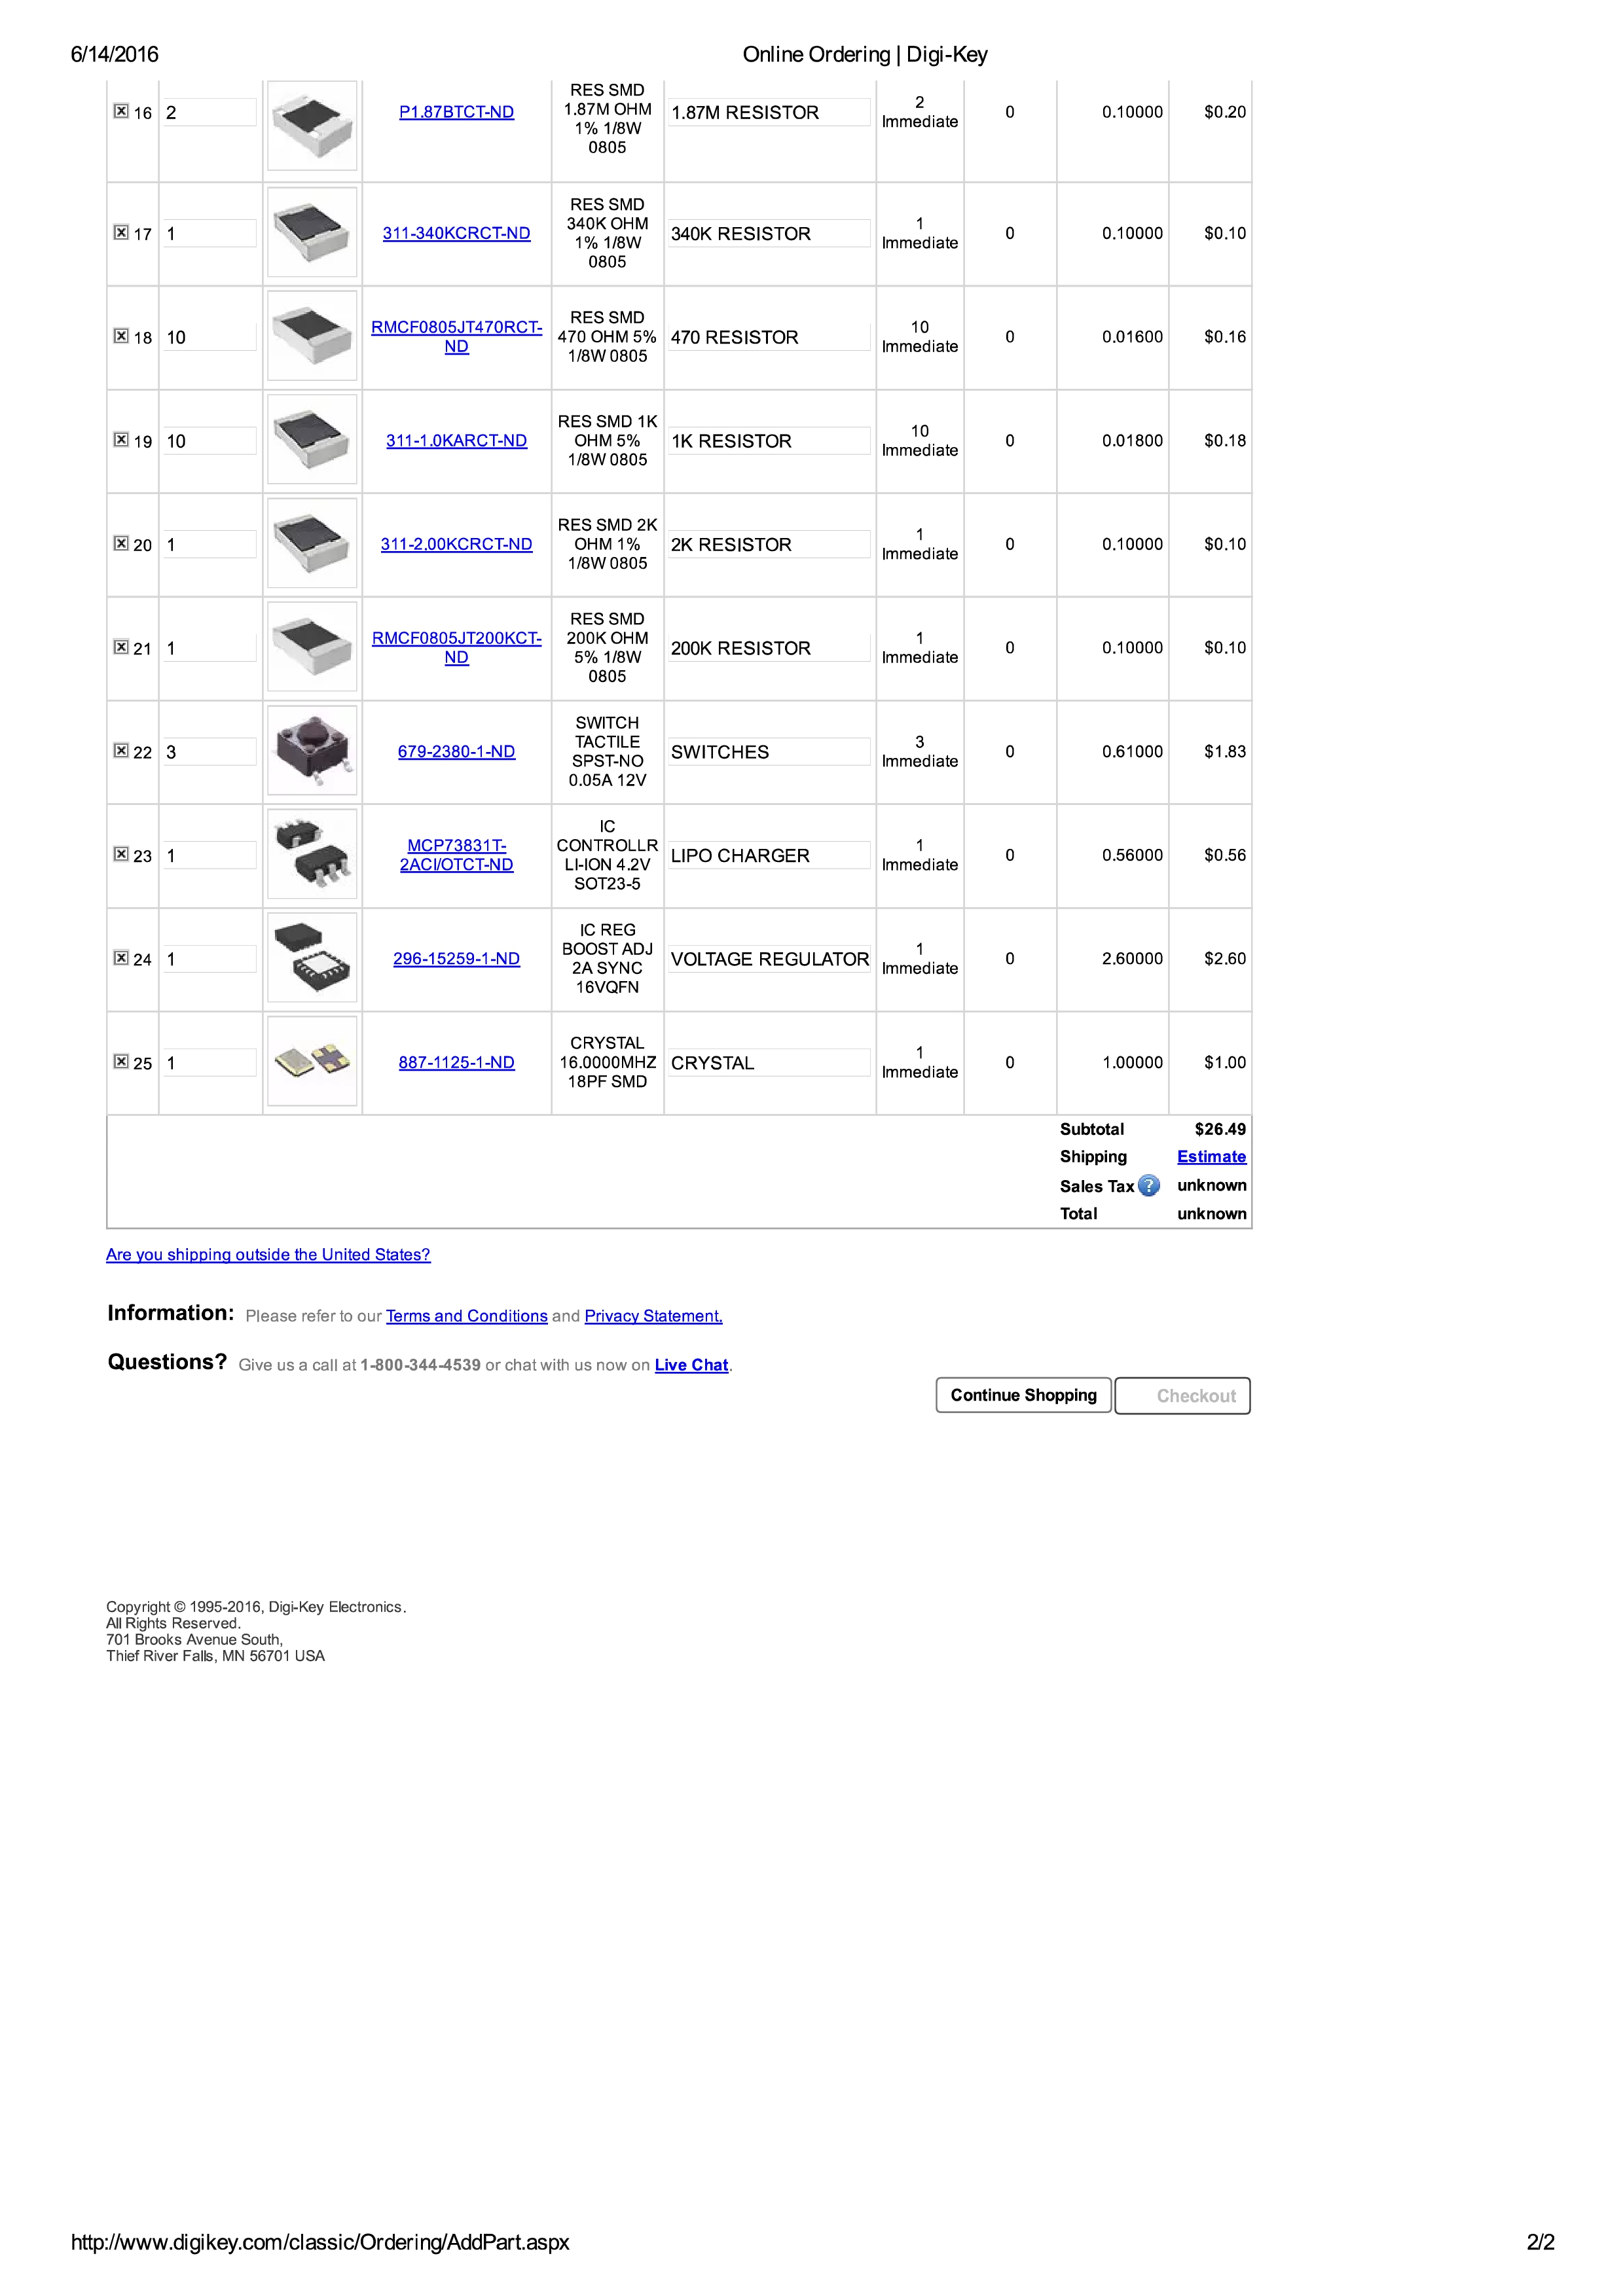 6/14/2016
Online Ordering | Digi-Key
16 2 P1.87BTCT-ND RES SMD 1.87M OHM 1% 1/8W 0805 1.87M RESISTOR 2 Immediate 0 0.10000 $0.20
17 1 311-340KCRCT-ND RES SMD 340K OHM 1% 1/8W 0805 340K RESISTOR 1 Immediate 0 0.10000 $0.10
18 10 RMCF0805JT470RCT-ND RES SMD 470 OHM 5% 1/8W 0805 470 RESISTOR 10 Immediate 0 0.01600 $0.16
19 10 311-1.0KARCT-ND RES SMD 1K OHM 5% 1/8W 0805 1K RESISTOR 10 Immediate 0 0.01800 $0.18
20 1 311-2.00KCRCT-ND RES SMD 2K OHM 1% 1/8W 0805 2K RESISTOR 1 Immediate 0 0.10000 $0.10
21 1 RMCF0805JT200KCT-ND RES SMD 200K OHM 5% 1/8W 0805 200K RESISTOR 1 Immediate 0 0.10000 $0.10
22 3 679-2380-1-ND SWITCH TACTILE SPST-NO 0.05A 12V SWITCHES 3 Immediate 0 0.61000 $1.83
23 1 MCP73831T-2ACI/OTCT-ND IC CONTROLLR LI-ION 4.2V SOT23-5 LIPO CHARGER 1 Immediate 0 0.56000 $0.56
24 1 296-15259-1-ND IC REG BOOST ADJ 2A SYNC 16VQFN VOLTAGE REGULATOR 1 Immediate 0 2.60000 $2.60
25 1 887-1125-1-ND CRYSTAL 16.0000MHZ 18PF SMD CRYSTAL 1 Immediate 0 1.00000 $1.00
Subtotal $26.49
Shipping Estimate
Sales Tax ? unknown
Total unknown
Are you shipping outside the United States?
Information: Please refer to our Terms and Conditions and Privacy Statement.
Questions? Give us a call at 1-800-344-4539 or chat with us now on Live Chat.
Continue Shopping Checkout
Copyright © 1995-2016, Digi-Key Electronics.
All Rights Reserved.
701 Brooks Avenue South,
Thief River Falls, MN 56701 USA
http://www.digikey.com/classic/Ordering/AddPart.aspx
2/2